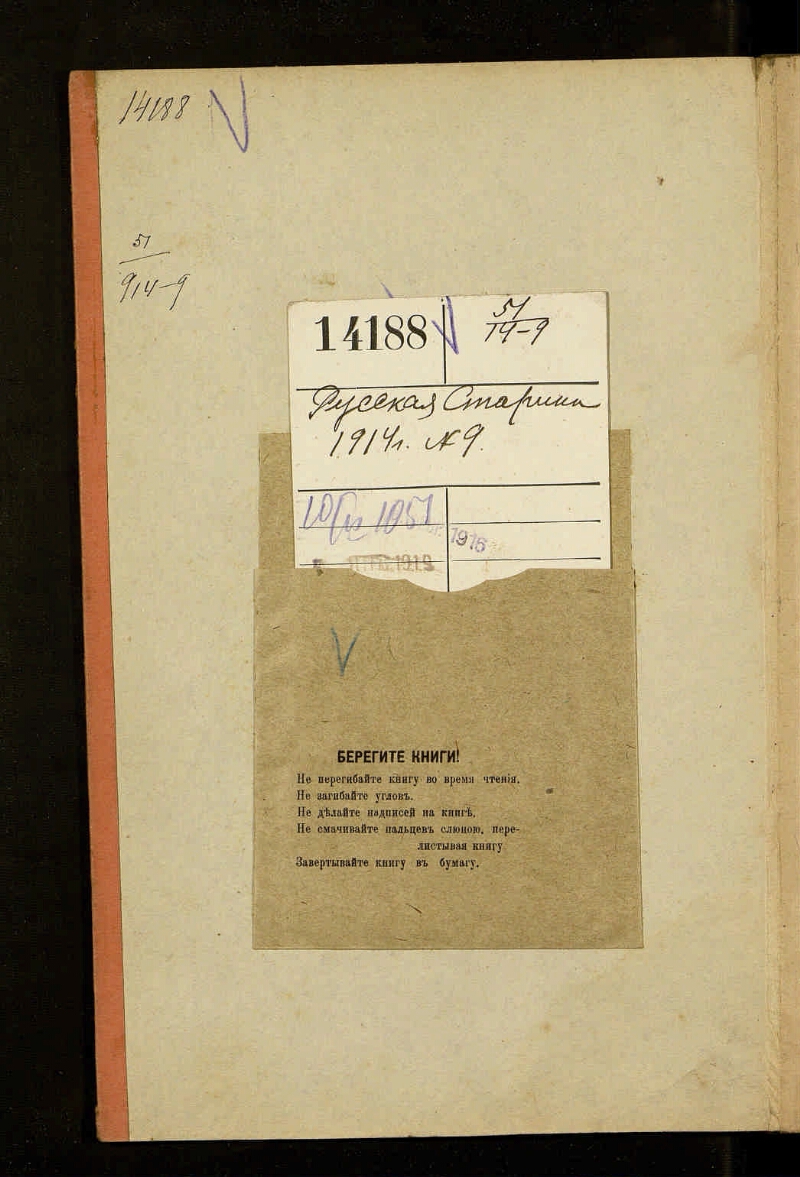 14188
51
914-9
14188
51
14-9
Русская Старина
1914г. №9.
1916
БЕРЕГИТЕ КНИГИ!
Не перегибайте книгу во время чтенія.
Не загибайте угловъ.
Не дѣлайте надписей на книгѣ.
Не смачивайте пальцевъ слюною, пере-
листывая книгу
Завертывайте книгу въ бумагу.